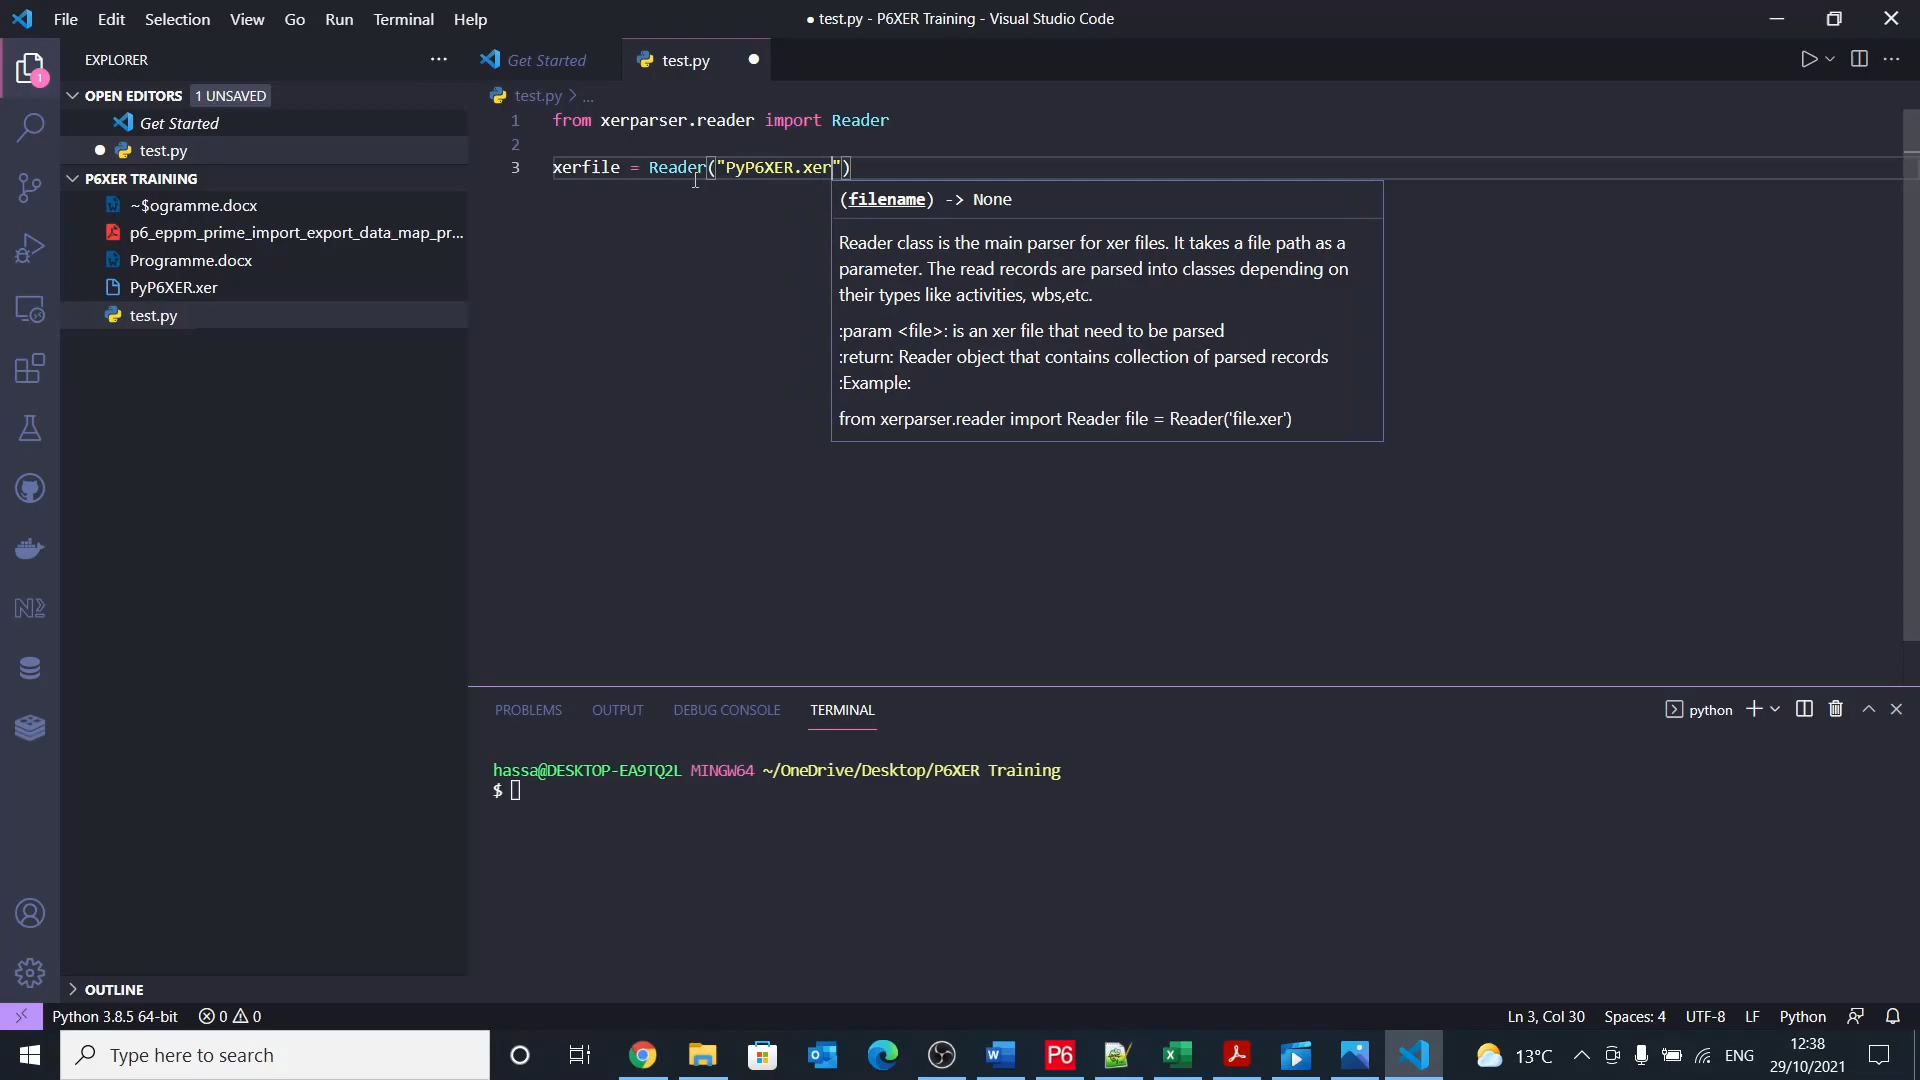 File Edit Selection View Go Run Terminal Help
● test.py - P6XER Training - Visual Studio Code
EXPLORER
1
Get Started
test.py
OPEN EDITORS 1 UNSAVED
Get Started
test.py
P6XER TRAINING
~$ogramme.docx
p6_eppm_prime_import_export_data_map_pr...
Programme.docx
PyP6XER.xer
test.py
test.py > ...
1 from xerparser.reader import Reader
2
3 xerfile = Reader("PyP6XER.xer")
(filename) -> None
Reader class is the main parser for xer files. It takes a file path as a
parameter. The read records are parsed into classes depending on
their types like activities, wbs,etc.
:param <file>: is an xer file that need to be parsed
:return: Reader object that contains collection of parsed records
:Example:
from xerparser.reader import Reader file = Reader('file.xer')
PROBLEMS OUTPUT DEBUG CONSOLE TERMINAL
python
hassa@DESKTOP-EA9TQ2L MINGW64 ~/OneDrive/Desktop/P6XER Training
$
OUTLINE
Python 3.8.5 64-bit 0 0
Ln 3, Col 30 Spaces: 4 UTF-8 LF Python
Type here to search
P6
13°C
ENG
12:38
29/10/2021